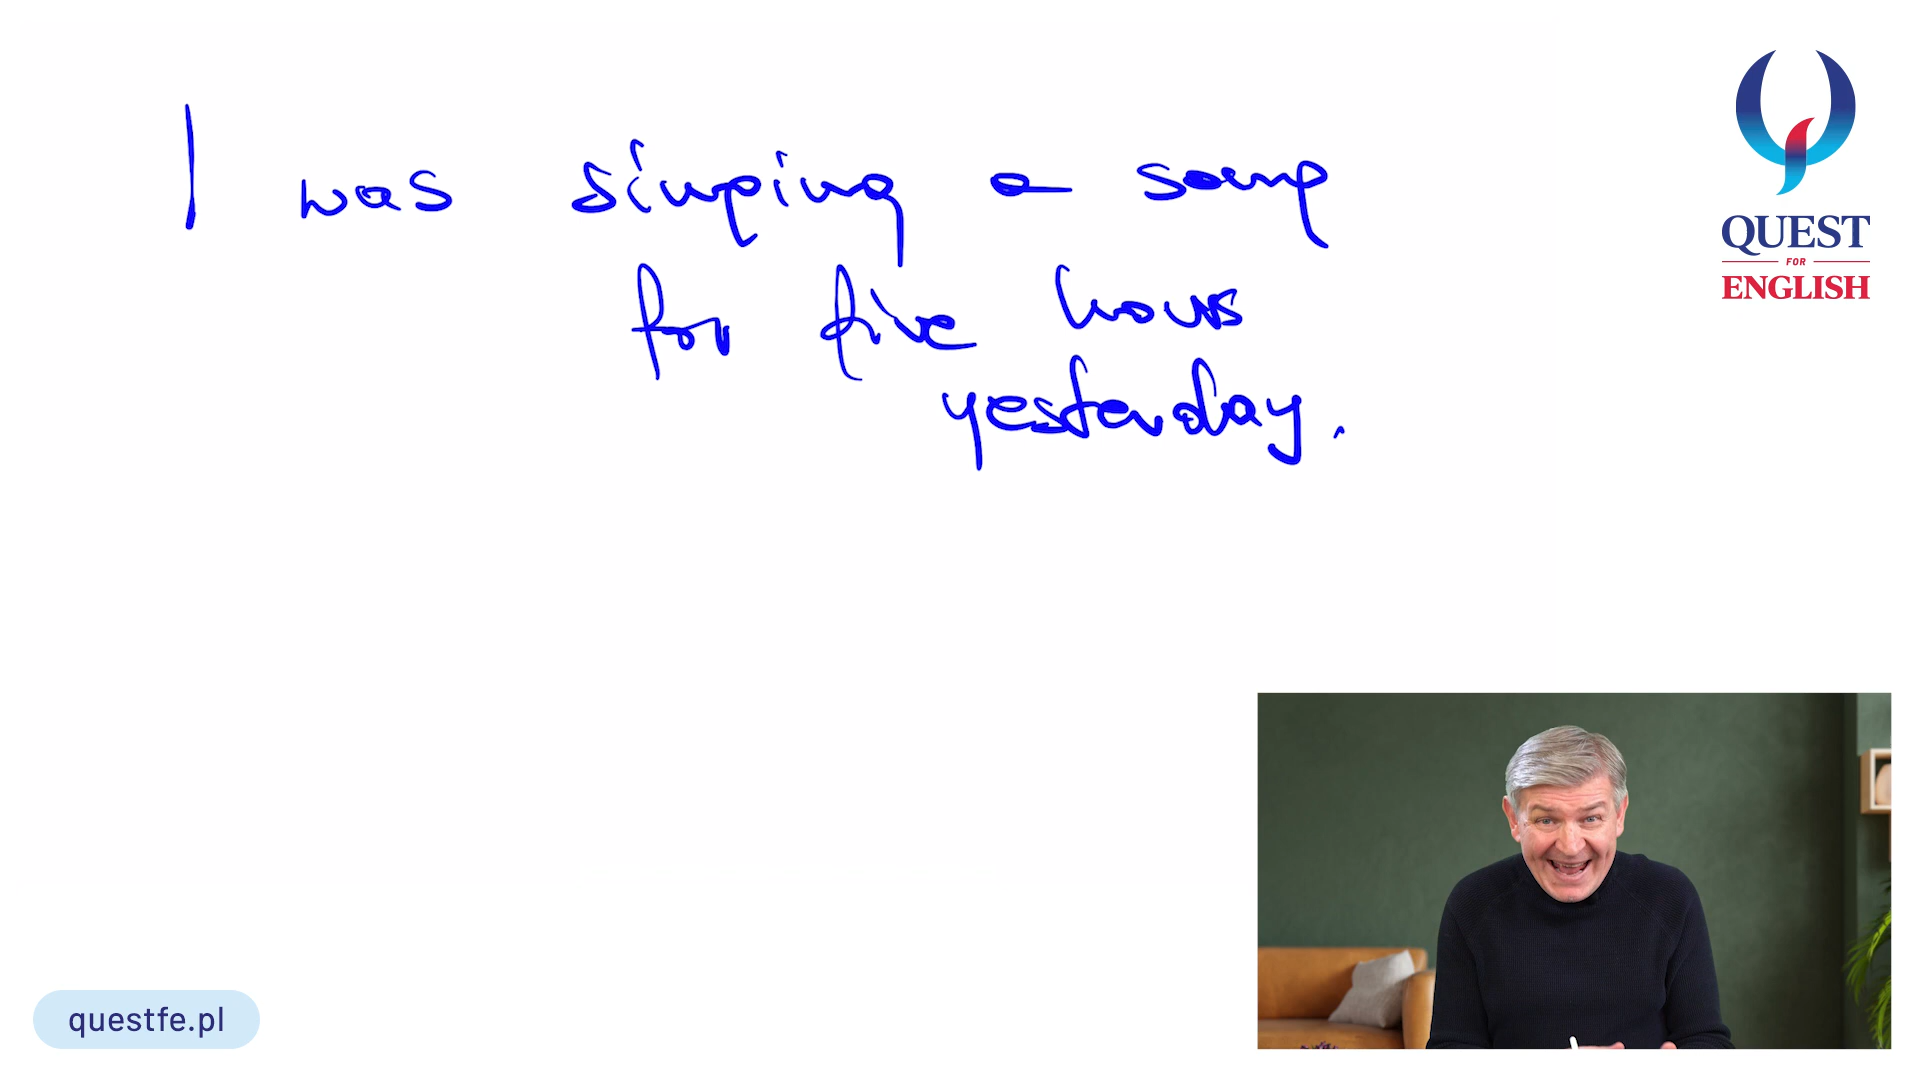 I was singing a song
for five hours
yesterday.
QUEST
FOR
ENGLISH
questfe.pl